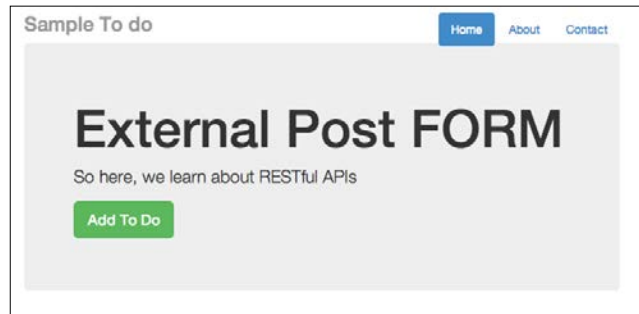 Sample To do
Home About Contact
External Post FORM
So here, we learn about RESTful APIs
Add To Do